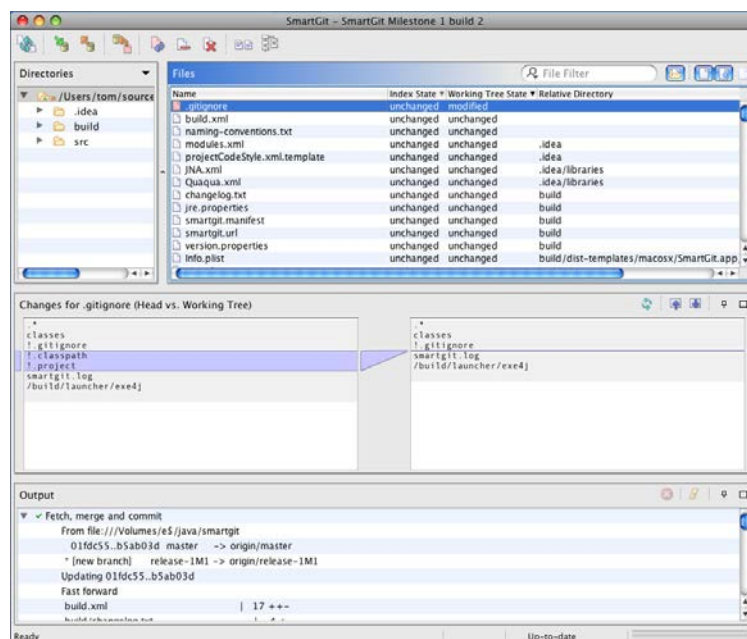 SmartGit – SmartGit Milestone 1 build 2
Directories
Files
File Filter
/Users/tom/source
.idea
build
src
Name Index State Working Tree State Relative Directory
.gitignore unchanged modified
build.xml unchanged unchanged
naming-conventions.txt unchanged unchanged
modules.xml unchanged unchanged .idea
projectCodeStyle.xml.template unchanged unchanged .idea
JNA.xml unchanged unchanged .idea/libraries
Quaqua.xml unchanged unchanged .idea/libraries
changelog.txt unchanged unchanged build
jre.properties unchanged unchanged build
smartgit.manifest unchanged unchanged build
smartgit.url unchanged unchanged build
version.properties unchanged unchanged build
Info.plist unchanged unchanged build/dist-templates/macosx/SmartGit.app
Changes for .gitignore (Head vs. Working Tree)
.*
classes
!.gitignore
!.classpath
!.project
smartgit.log
/build/launcher/exe4j
.*
classes
!.gitignore
smartgit.log
/build/launcher/exe4j
Output
Fetch, merge and commit
From file:///Volumes/e$/java/smartgit
01fdc55..b5ab03d master -> origin/master
* [new branch] release-1M1 -> origin/release-1M1
Updating 01fdc55..b5ab03d
Fast forward
build.xml | 17 ++-
Ready Up-to-date